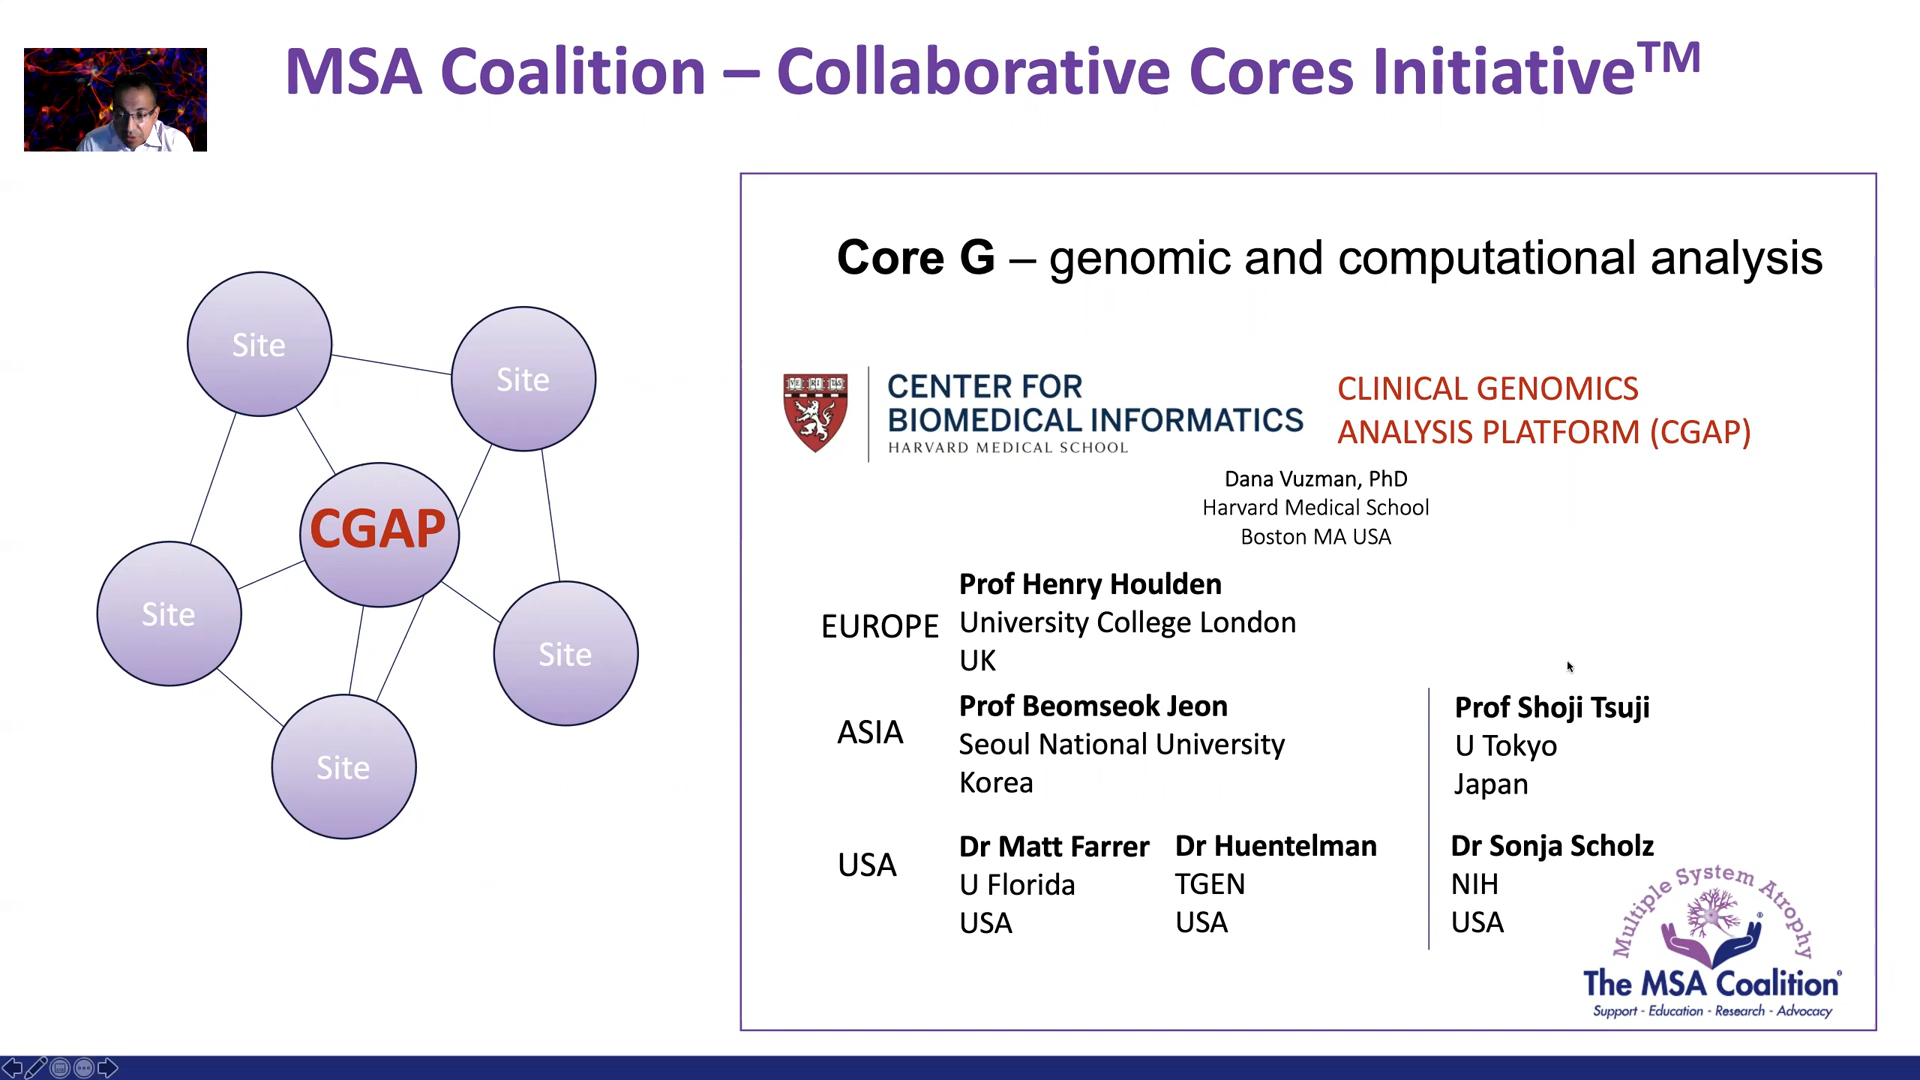 MSA Coalition – Collaborative Cores Initiative™
Core G – genomic and computational analysis
Site
Site
CGAP
Site
Site
Site
VE RI TAS
CENTER FOR
BIOMEDICAL INFORMATICS
HARVARD MEDICAL SCHOOL
CLINICAL GENOMICS
ANALYSIS PLATFORM (CGAP)
Dana Vuzman, PhD
Harvard Medical School
Boston MA USA
EUROPE
Prof Henry Houlden
University College London
UK
ASIA
Prof Beomseok Jeon
Seoul National University
Korea
Prof Shoji Tsuji
U Tokyo
Japan
USA
Dr Matt Farrer
U Florida
USA
Dr Huentelman
TGEN
USA
Dr Sonja Scholz
NIH
USA
Multiple System Atrophy
The MSA Coalition®
Support - Education - Research - Advocacy